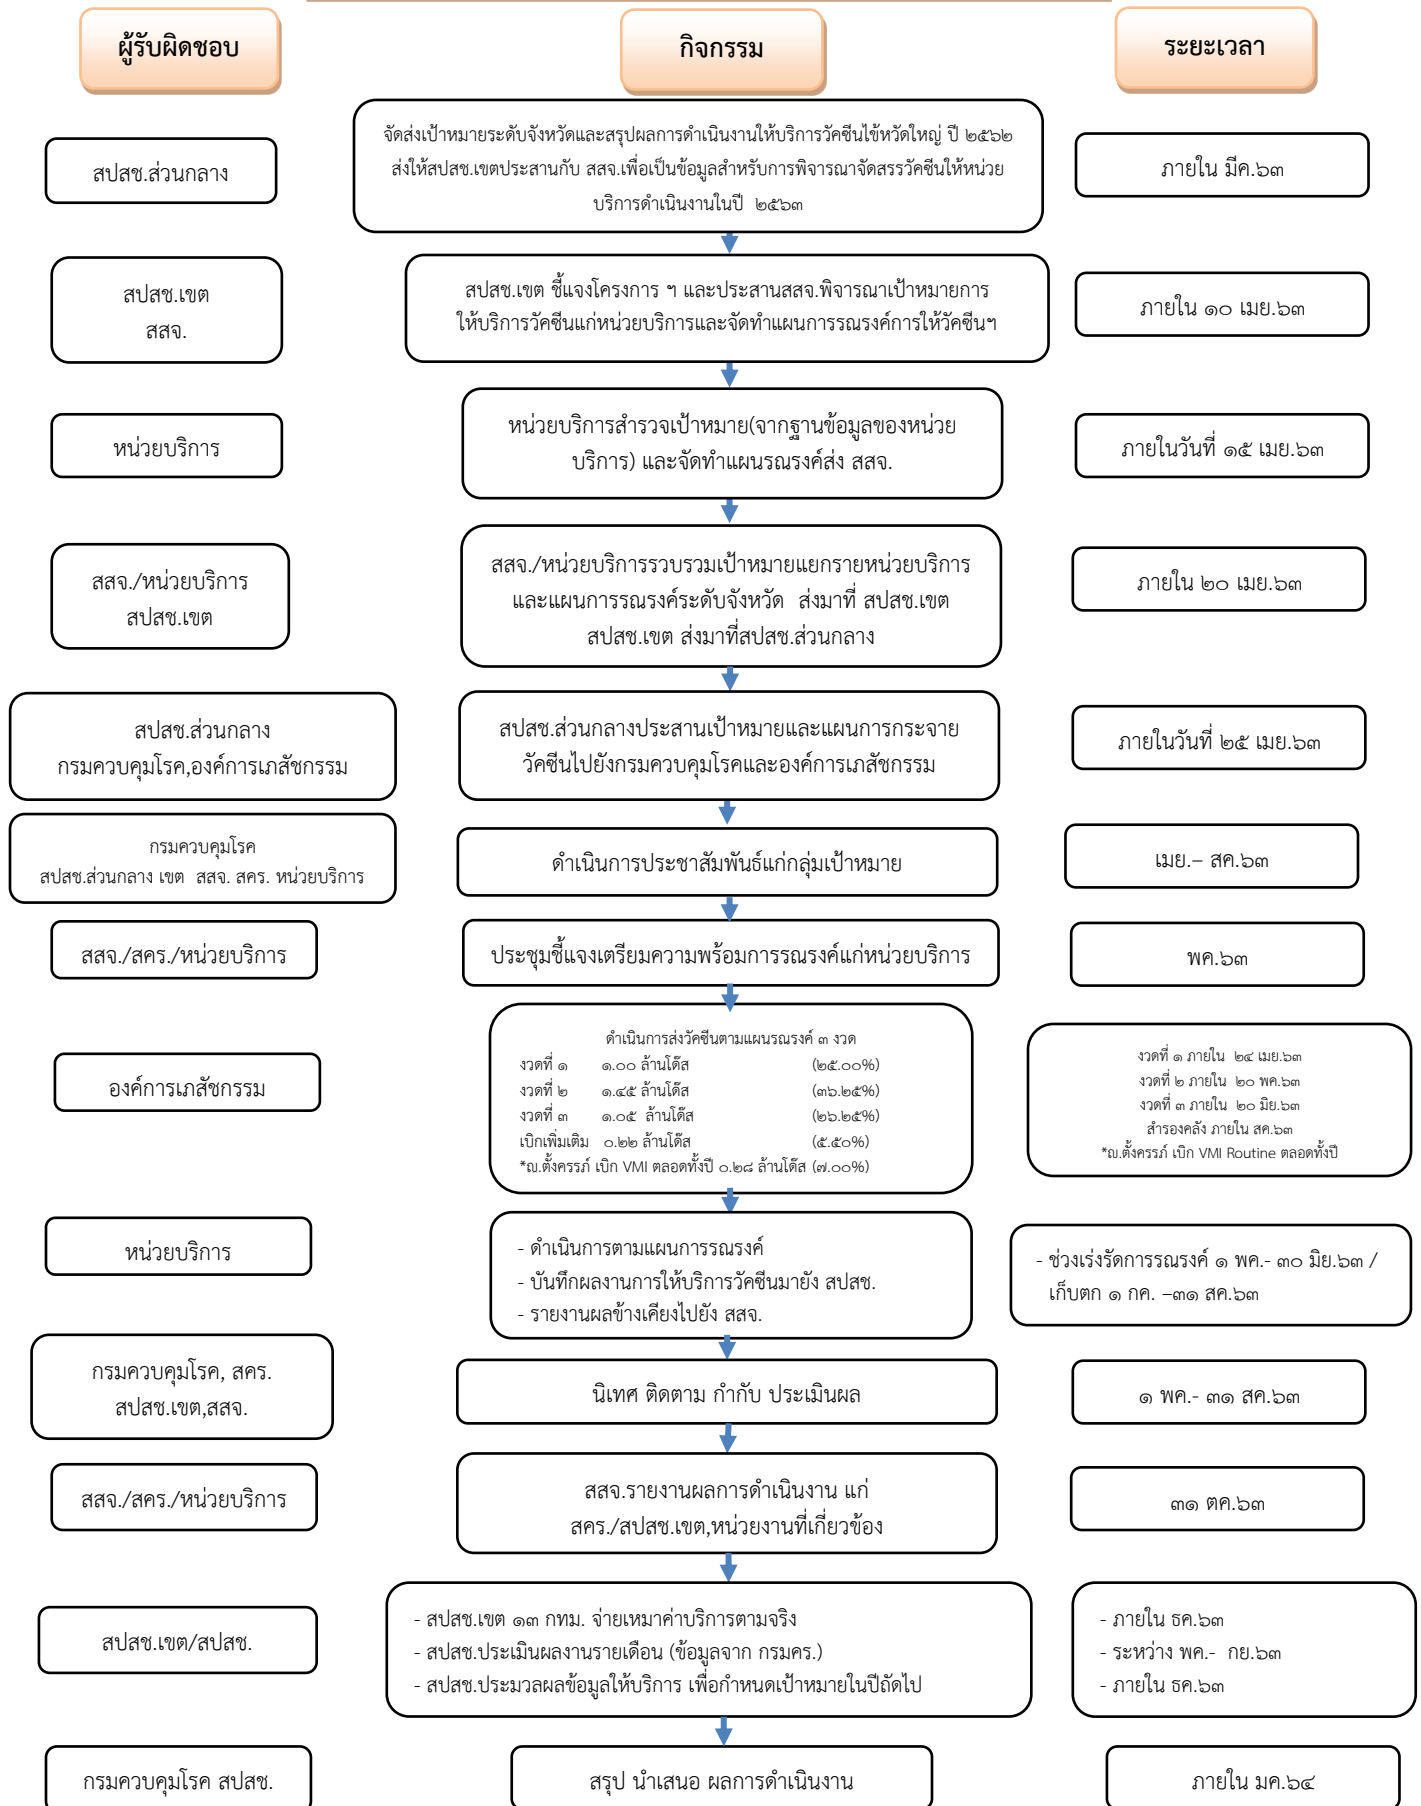 ผู้รับผิดชอบ
กิจกรรม
ระยะเวลา
สปสช.ส่วนกลาง
จัดส่งเป้าหมายระดับจังหวัดและสรุปผลการดำเนินงานให้บริการวัคซีนไข้หวัดใหญ่ ปี ๒๕๖๒
ส่งให้สปสช.เขตประสานกับ สสจ.เพื่อเป็นข้อมูลสำหรับการพิจารณาจัดสรรวัคซีนให้หน่วย
บริการดำเนินงานในปี ๒๕๖๓
ภายใน มีค.๖๓
สปสช.เขต
สสจ.
สปสช.เขต ชี้แจงโครงการ ฯ และประสานสสจ.พิจารณาเป้าหมายการ
ให้บริการวัคซีนแก่หน่วยบริการและจัดทำแผนการรณรงค์การให้วัคซีนฯ
ภายใน ๑๐ เมย.๖๓
หน่วยบริการ
หน่วยบริการสำรวจเป้าหมาย(จากฐานข้อมูลของหน่วย
บริการ) และจัดทำแผนรณรงค์ส่ง สสจ.
ภายในวันที่ ๑๕ เมย.๖๓
สสจ./หน่วยบริการ
สปสช.เขต
สสจ./หน่วยบริการรวบรวมเป้าหมายแยกรายหน่วยบริการ
และแผนการรณรงค์ระดับจังหวัด ส่งมาที่ สปสช.เขต
สปสช.เขต ส่งมาที่สปสช.ส่วนกลาง
ภายใน ๒๐ เมย.๖๓
สปสช.ส่วนกลาง
กรมควบคุมโรค,องค์การเภสัชกรรม
สปสช.ส่วนกลางประสานเป้าหมายและแผนการกระจาย
วัคซีนไปยังกรมควบคุมโรคและองค์การเภสัชกรรม
ภายในวันที่ ๒๕ เมย.๖๓
กรมควบคุมโรค
สปสช.ส่วนกลาง เขต สสจ. สคร. หน่วยบริการ
ดำเนินการประชาสัมพันธ์แก่กลุ่มเป้าหมาย
เมย.– สค.๖๓
สสจ./สคร./หน่วยบริการ
ประชุมชี้แจงเตรียมความพร้อมการรณรงค์แก่หน่วยบริการ
พค.๖๓
องค์การเภสัชกรรม
ดำเนินการส่งวัคซีนตามแผนรณรงค์ ๓ งวด
งวดที่ ๑ ๑.๐๐ ล้านโด๊ส (๒๕.๐๐%)
งวดที่ ๒ ๑.๔๕ ล้านโด๊ส (๓๖.๒๕%)
งวดที่ ๓ ๑.๐๕ ล้านโด๊ส (๒๖.๒๕%)
เบิกเพิ่มเติม ๐.๒๒ ล้านโด๊ส (๕.๕๐%)
*ญ.ตั้งครรภ์ เบิก VMI ตลอดทั้งปี ๐.๒๘ ล้านโด๊ส (๗.๐๐%)
งวดที่ ๑ ภายใน ๒๔ เมย.๖๓
งวดที่ ๒ ภายใน ๒๐ พค.๖๓
งวดที่ ๓ ภายใน ๒๐ มิย.๖๓
สำรองคลัง ภายใน สค.๖๓
*ญ.ตั้งครรภ์ เบิก VMI Routine ตลอดทั้งปี
หน่วยบริการ
- ดำเนินการตามแผนการรณรงค์
- บันทึกผลงานการให้บริการวัคซีนมายัง สปสช.
- รายงานผลข้างเคียงไปยัง สสจ.
- ช่วงเร่งรัดการรณรงค์ ๑ พค.- ๓๐ มิย.๖๓ /
เก็บตก ๑ กค. –๓๑ สค.๖๓
กรมควบคุมโรค, สคร.
สปสช.เขต,สสจ.
นิเทศ ติดตาม กำกับ ประเมินผล
๑ พค.- ๓๑ สค.๖๓
สสจ./สคร./หน่วยบริการ
สสจ.รายงานผลการดำเนินงาน แก่
สคร./สปสช.เขต,หน่วยงานที่เกี่ยวข้อง
๓๑ ตค.๖๓
สปสช.เขต/สปสช.
- สปสช.เขต ๑๓ กทม. จ่ายเหมาค่าบริการตามจริง
- สปสช.ประเมินผลงานรายเดือน (ข้อมูลจาก กรมคร.)
- สปสช.ประมวลผลข้อมูลให้บริการ เพื่อกำหนดเป้าหมายในปีถัดไป
- ภายใน ธค.๖๓
- ระหว่าง พค.- กย.๖๓
- ภายใน ธค.๖๓
กรมควบคุมโรค สปสช.
สรุป นำเสนอ ผลการดำเนินงาน
ภายใน มค.๖๔